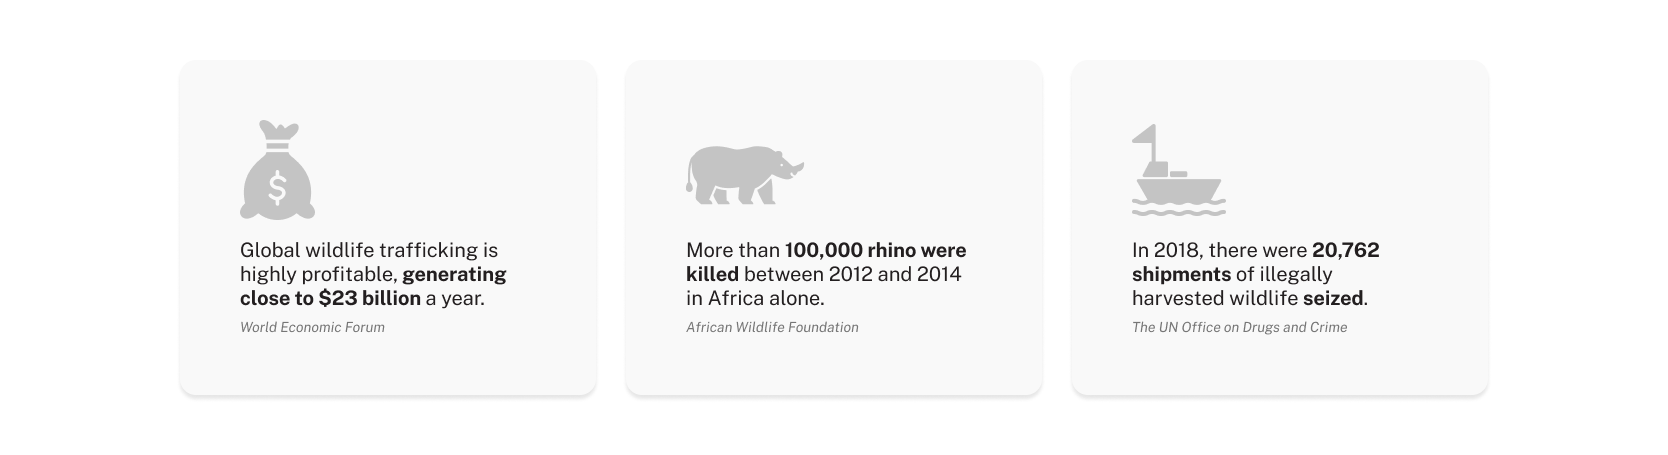 $
Global wildlife trafficking is
highly profitable, generating
close to $23 billion a year.
World Economic Forum
More than 100,000 rhino were
killed between 2012 and 2014
in Africa alone.
African Wildlife Foundation
In 2018, there were 20,762
shipments of illegally
harvested wildlife seized.
The UN Office on Drugs and Crime